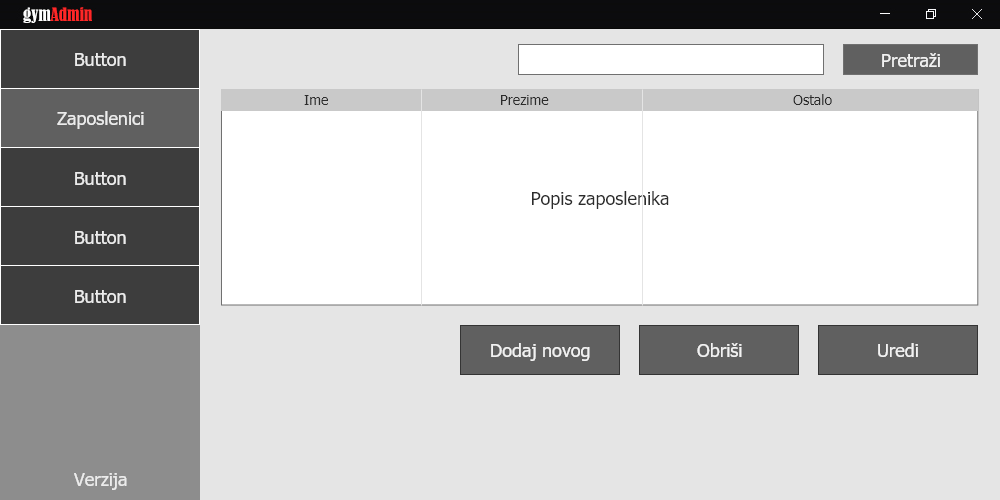 gymAdmin
Button
Zaposlenici
Button
Button
Button
Verzija
Pretraži
Ime Prezime Ostalo
Popis zaposlenika
Dodaj novog Obriši Uredi